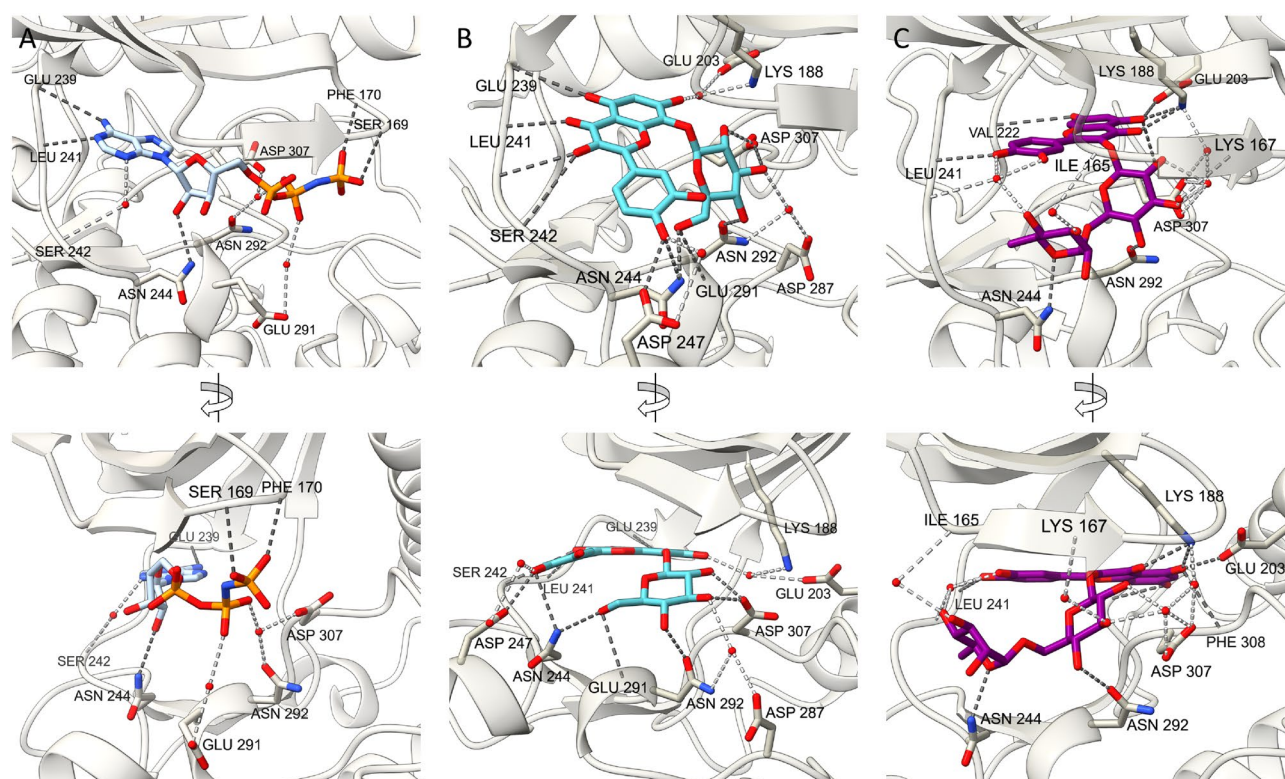 A
GLU 239
PHE 170
SER 169
LEU 241
ASP 307
SER 242
ASN 292
ASN 244
GLU 291
B
GLU 203
LYS 188
GLU 239
ASP 307
LEU 241
SER 242
ASN 292
ASN 244
GLU 291
ASP 287
ASP 247
C
LYS 188
GLU 203
VAL 222
LYS 167
ILE 165
LEU 241
ASP 307
ASN 292
ASN 244
SER 169
PHE 170
GLU 239
ASP 307
SER 242
ASN 244
ASN 292
GLU 291
GLU 239
LYS 188
SER 242
LEU 241
GLU 203
ASP 247
ASP 307
ASN 244
GLU 291
ASN 292
ASP 287
LYS 188
ILE 165
LYS 167
GLU 203
LEU 241
PHE 308
ASP 307
ASN 244
ASN 292